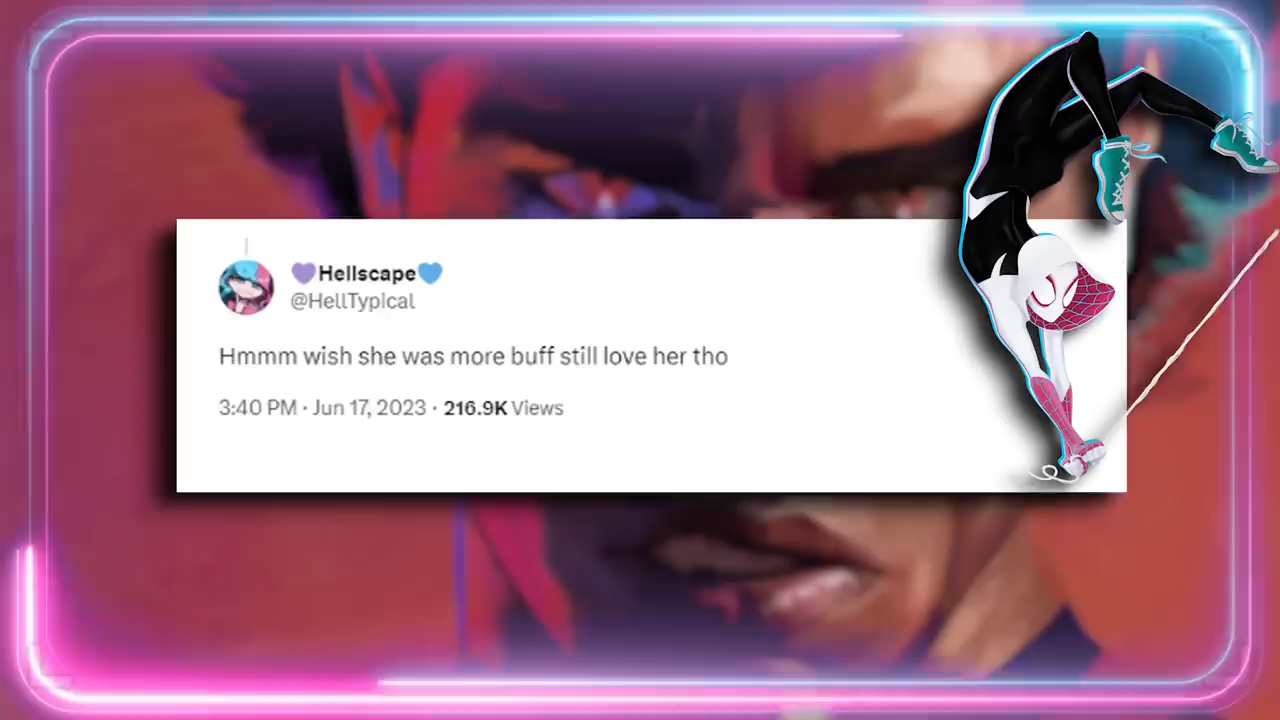 💜Hellscape💙
@HellTypical
Hmmm wish she was more buff still love her tho
3:40 PM · Jun 17, 2023 · 216.9K Views